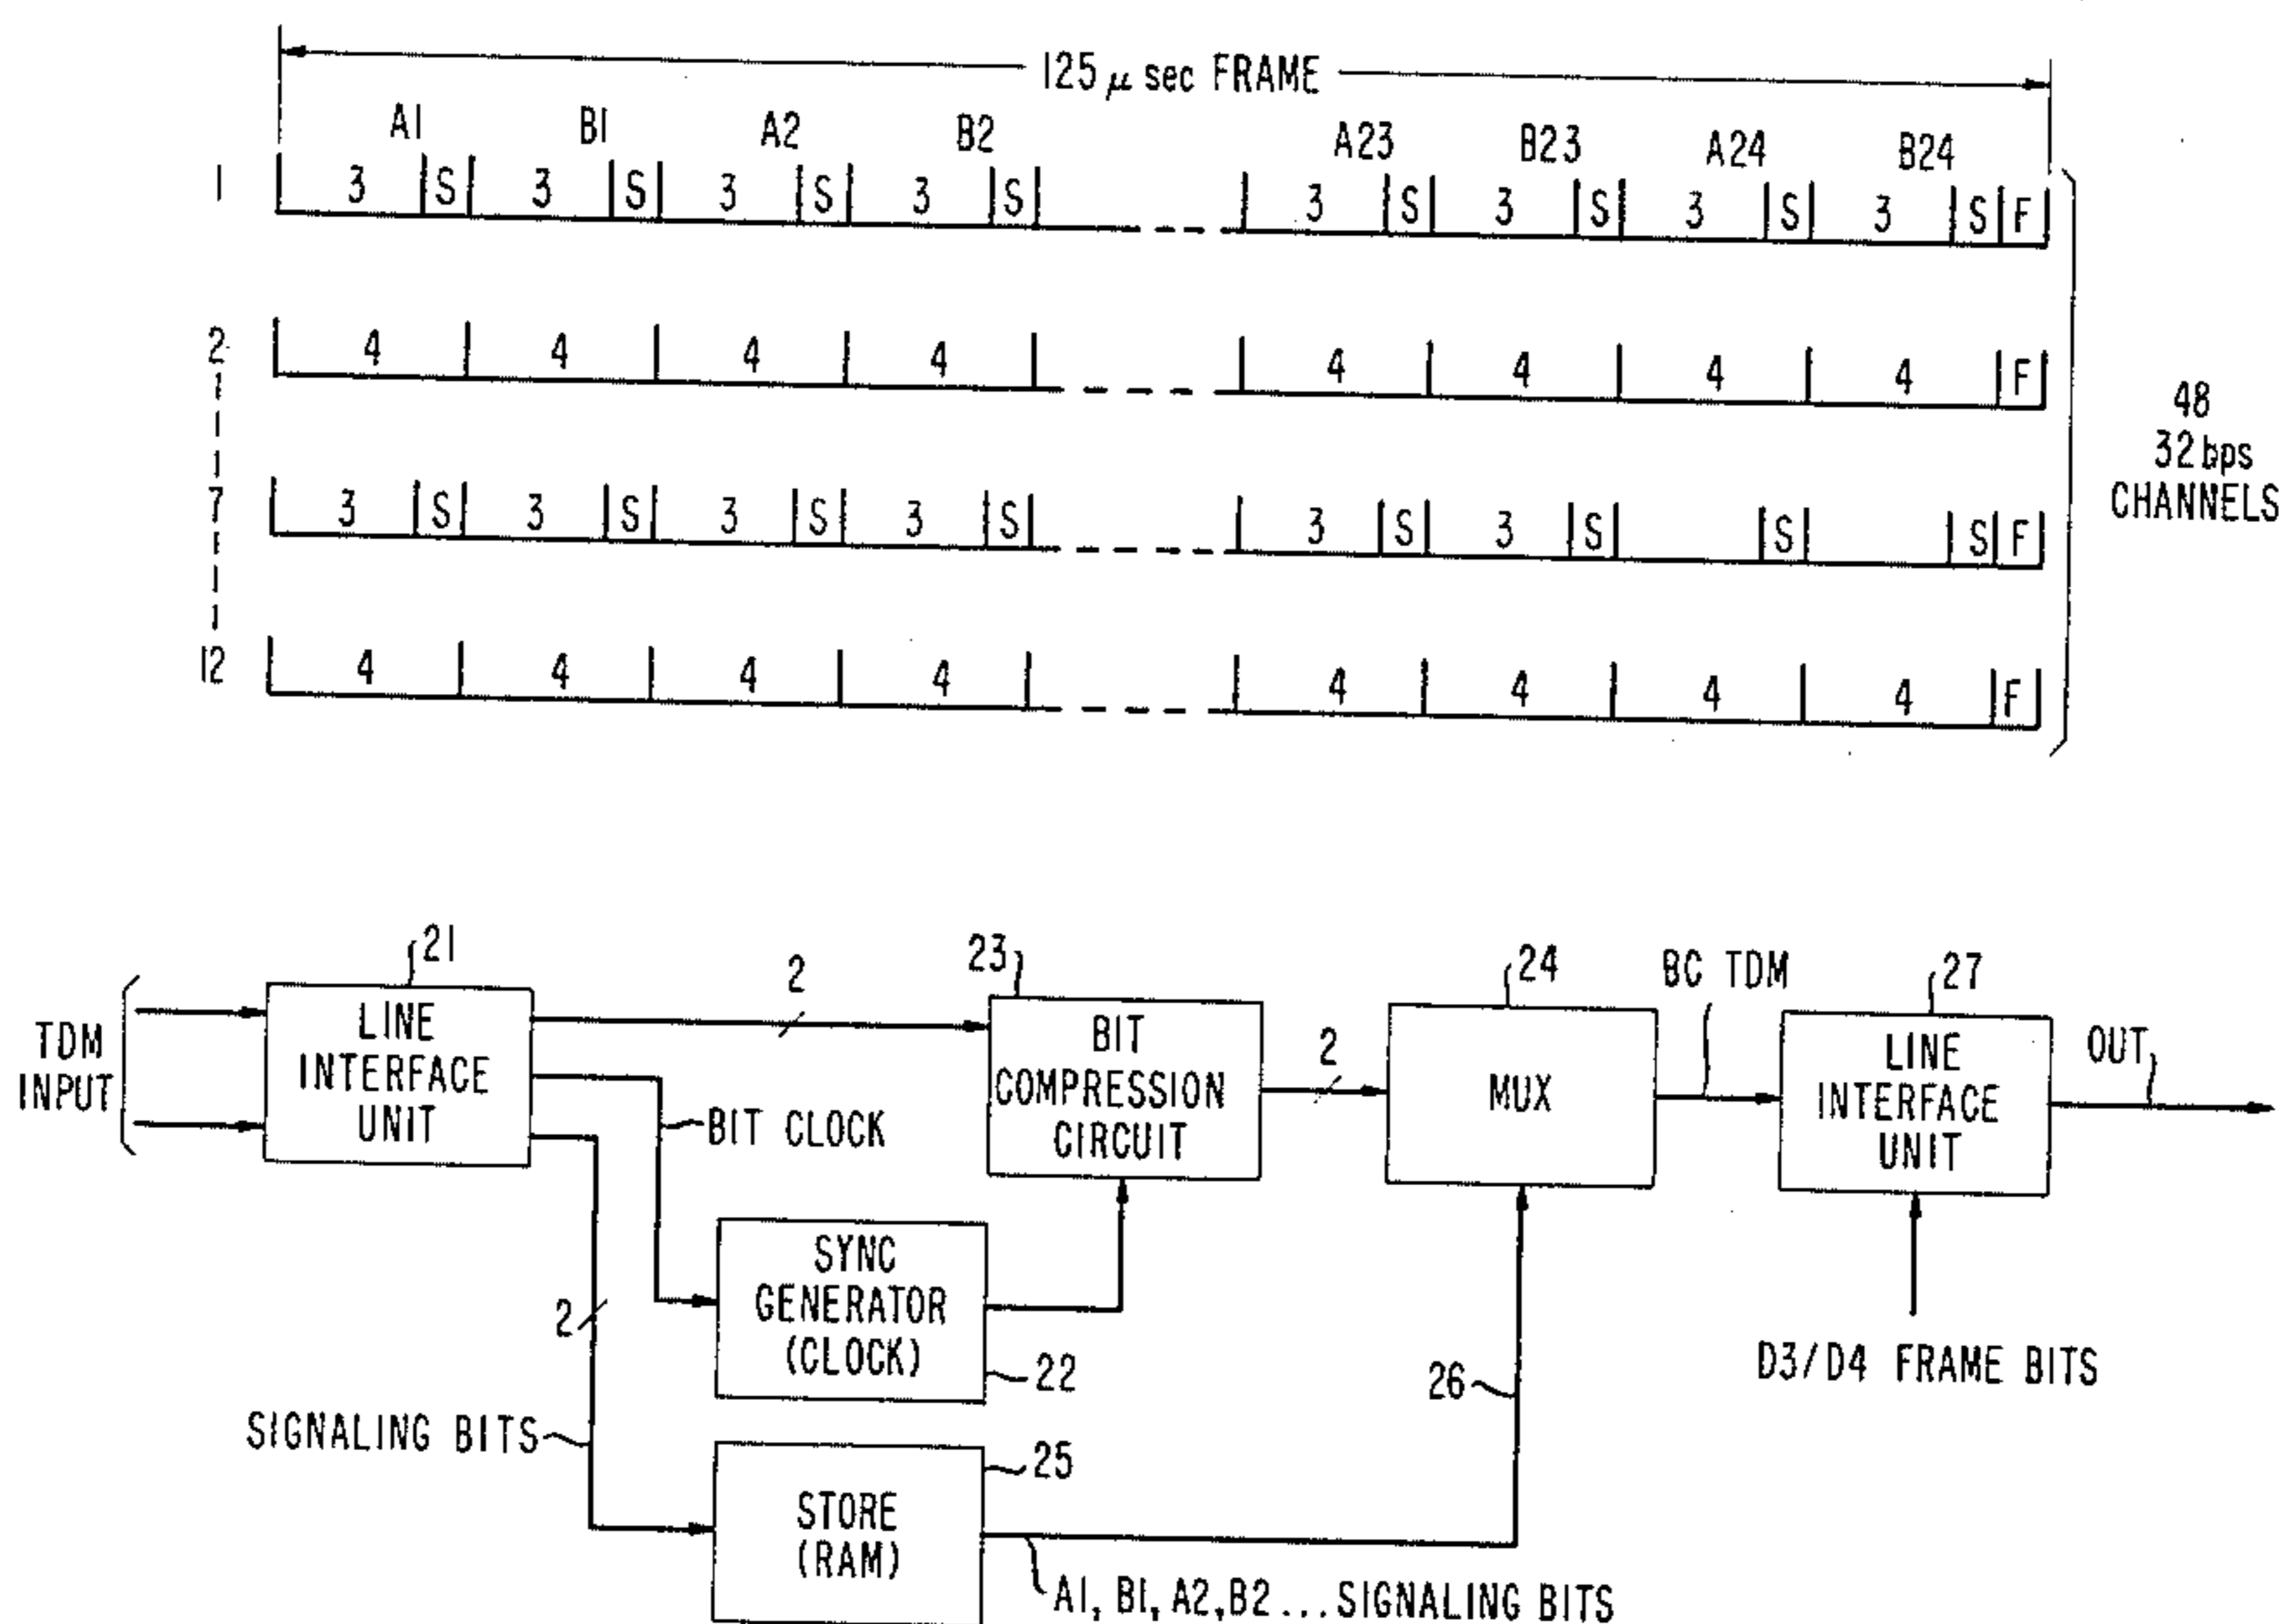 125 μ sec FRAME
A1 B1 A2 B2 A23 B23 A24 B24
1 3 S 3 S 3 S 3 S 3 S 3 S 3 S 3 S F
2 4 4 4 4 4 4 4 4 F
7 3 S 3 S 3 S 3 S 3 S 3 S S S F
12 4 4 4 4 4 4 4 4 F
48
32 bps
CHANNELS
TDM
INPUT
21
LINE
INTERFACE
UNIT
2
BIT CLOCK
2
SIGNALING BITS
SYNC
GENERATOR
(CLOCK)
22
STORE
(RAM)
25
A1, B1, A2, B2 ... SIGNALING BITS
23
BIT
COMPRESSION
CIRCUIT
2
24
MUX
26
BC TDM
27
LINE
INTERFACE
UNIT
D3/D4 FRAME BITS
OUT